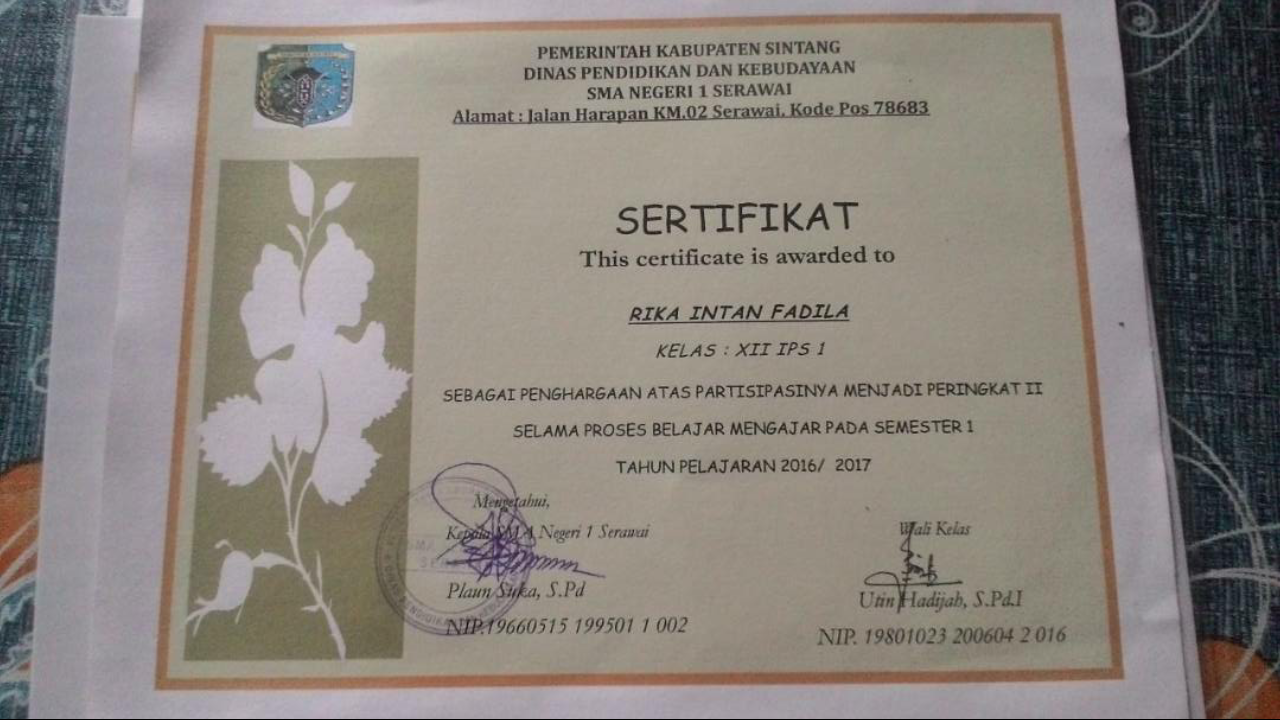 PEMERINTAH KABUPATEN SINTANG
DINAS PENDIDIKAN DAN KEBUDAYAAN
SMA NEGERI 1 SERAWAI
Alamat : Jalan Harapan KM.02 Serawai. Kode Pos 78683
SERTIFIKAT
This certificate is awarded to
RIKA INTAN FADILA
KELAS : XII IPS 1
SEBAGAI PENGHARGAAN ATAS PARTISIPASINYA MENJADI PERINGKAT II
SELAMA PROSES BELAJAR MENGAJAR PADA SEMESTER 1
TAHUN PELAJARAN 2016/ 2017
Mengetahui,
Kepala SMA Negeri 1 Serawai
Plaun Suka, S.Pd
NIP.19660515 199501 1 002
Wali Kelas
Utin Hadijah, S.Pd.I
NIP. 19801023 200604 2 016